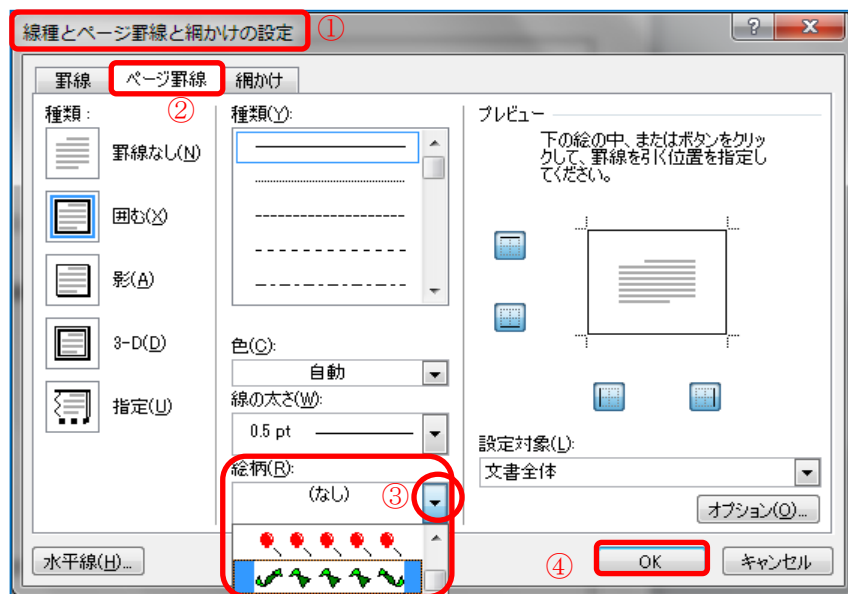 線種とページ罫線と網かけの設定 ①
罫線 ページ罫線 網かけ
②
種類:
罫線なし(N)
囲む(X)
影(A)
3-D(D)
指定(U)
種類(Y):
色(C):
自動
線の太さ(W):
0.5 pt
絵柄(R):
(なし) ③
プレビュー
下の絵の中、またはボタンをクリッ
クして、罫線を引く位置を指定し
てください。
設定対象(L):
文書全体
オプション(O)...
水平線(H)...
④ OK キャンセル